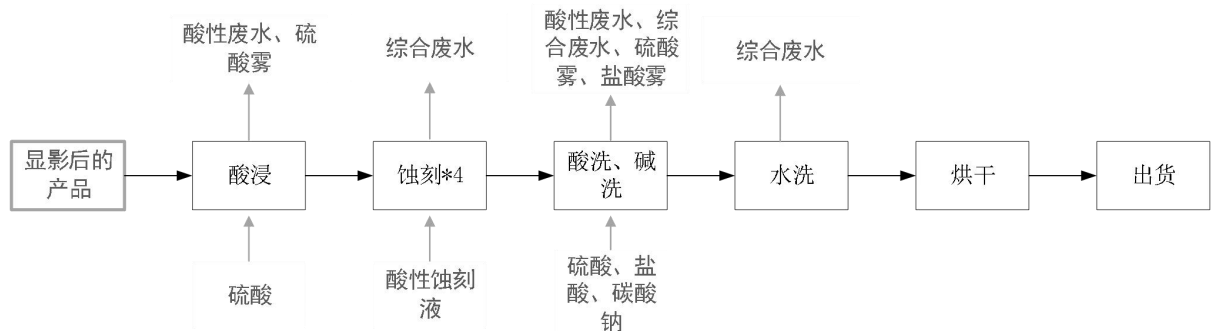 酸性废水、硫
酸雾
综合废水
酸性废水、综
合废水、硫酸
雾、盐酸雾
综合废水
显影后的
产品
酸浸
蚀刻*4
酸洗、碱
洗
水洗
烘干
出货
硫酸
酸性蚀刻
液
硫酸、盐
酸、碳酸
钠